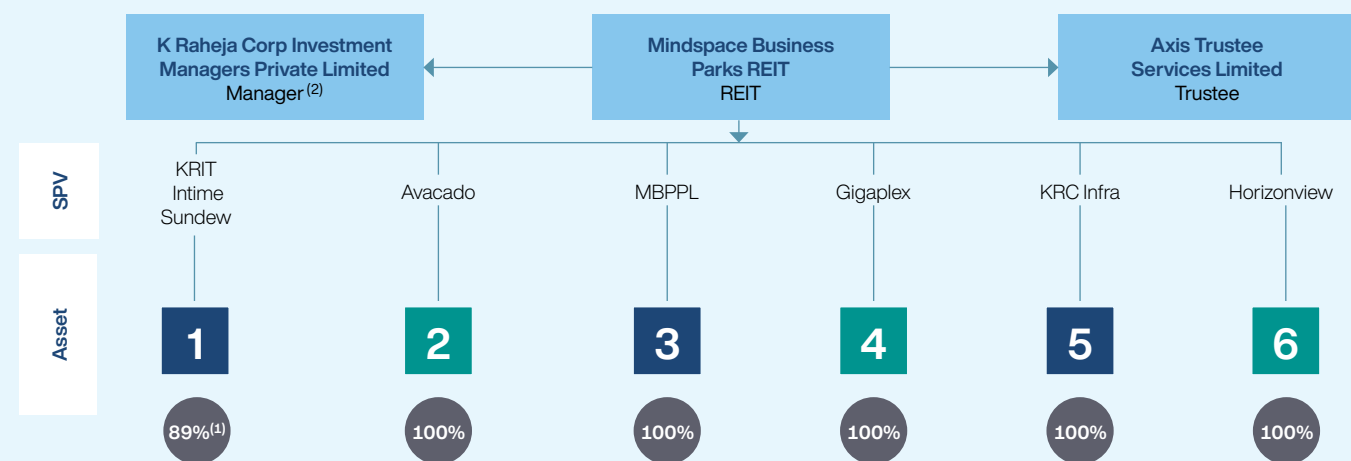 K Raheja Corp Investment
Managers Private Limited
Manager (2)
Mindspace Business
Parks REIT
REIT
Axis Trustee
Services Limited
Trustee
SPV
KRIT
Intime
Sundew
Avacado
MBPPL
Gigaplex
KRC Infra
Horizonview
Asset
1
2
3
4
5
6
89%(1)
100%
100%
100%
100%
100%